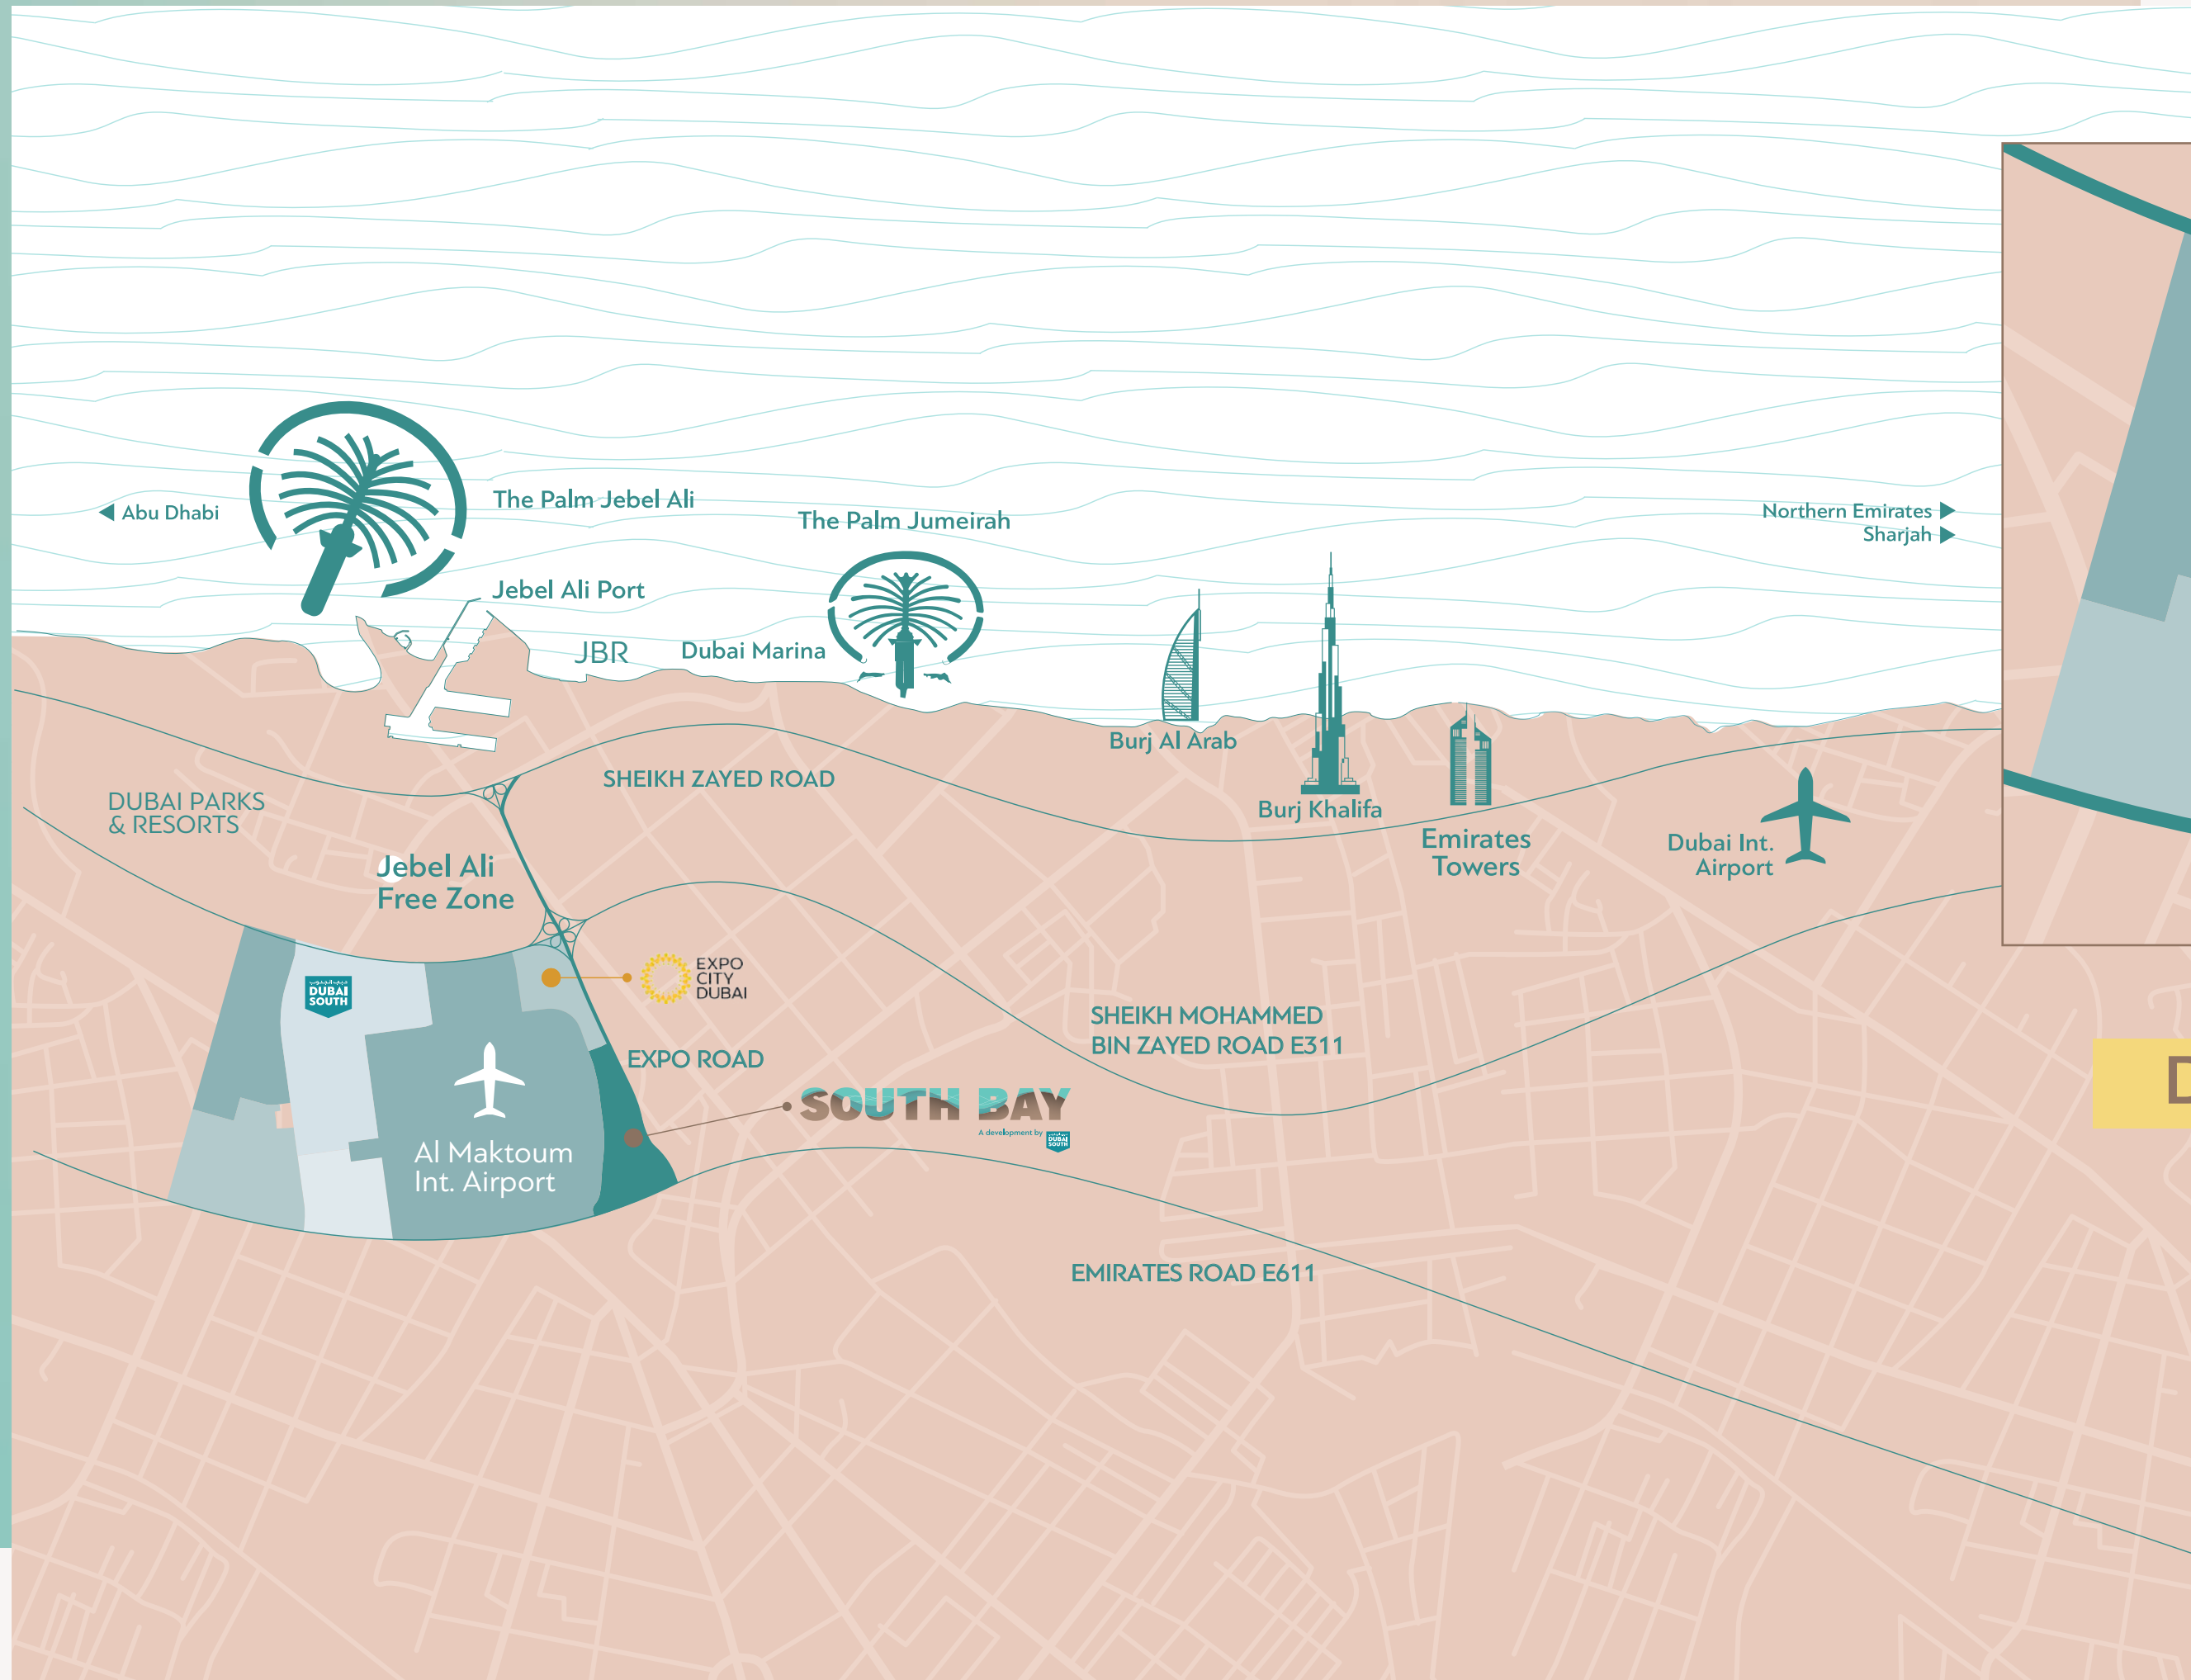 The Palm Jebel Ali
Abu Dhabi
The Palm Jumeirah
Northern Emirates
Sharjah
Jebel Ali Port
JBR
Dubai Marina
Burj Al Arab
SHEIKH ZAYED ROAD
DUBAI PARKS
& RESORTS
Burj Khalifa
Emirates
Towers
Dubai Int.
Airport
Jebel Ali
Free Zone
EXPO
CITY
DUBAI
DUBAI
SOUTH
SHEIKH MOHAMMED
BIN ZAYED ROAD E311
EXPO ROAD
SOUTH BAY
A development by
DUBAI
SOUTH
Al Maktoum
Int. Airport
EMIRATES ROAD E611